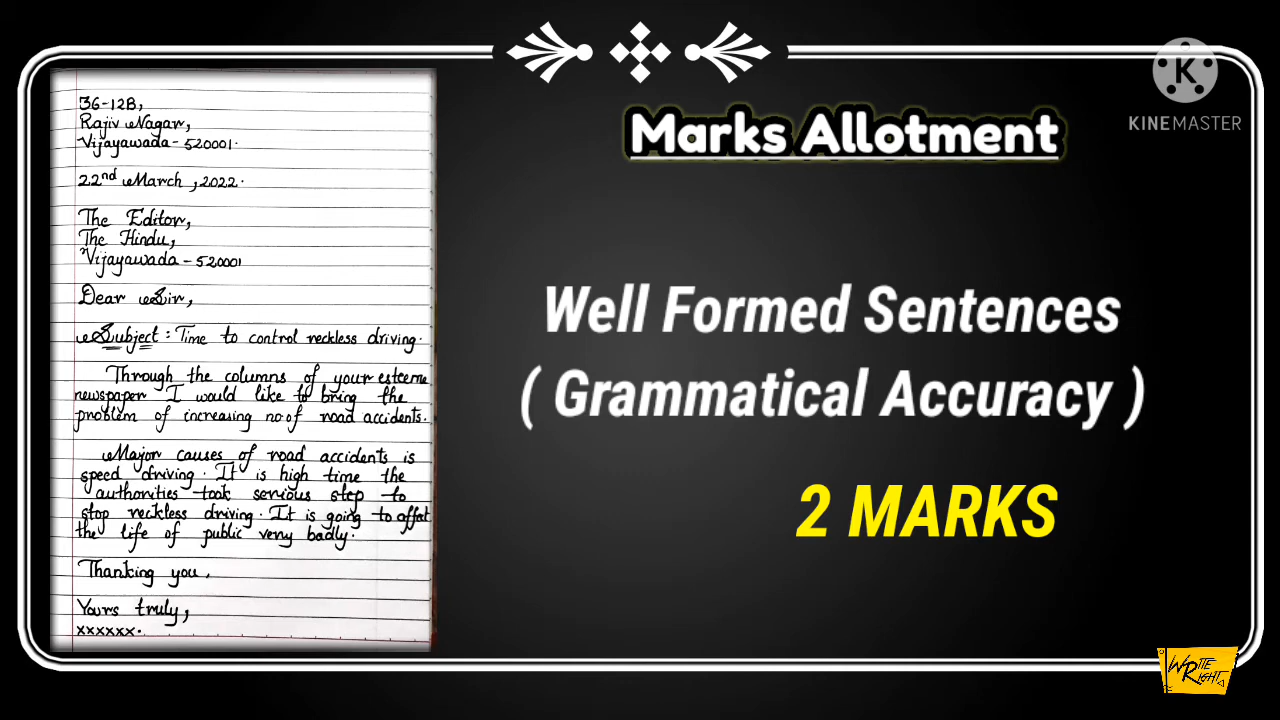 36-12B,
Rajiv Nagar,
Vijayawada - 520001.
22nd March, 2022.
The Editor,
The Hindu,
Vijayawada - 520001
Dear Sir,
Subject : Time to control reckless driving.
Through the columns of your esteeme
newspaper I would like to bring the
problem of increasing no of road accidents.
Major causes of road accidents is
speed driving. It is high time the
authorities took serious step to
stop reckless driving. It is going to affat
the life of public very badly.
Thanking you,
Yours truly,
xxxxxx.
Marks Allotment
Well Formed Sentences
( Grammatical Accuracy )
2 MARKS
K
KINEMASTER
WRITE
RIGHT